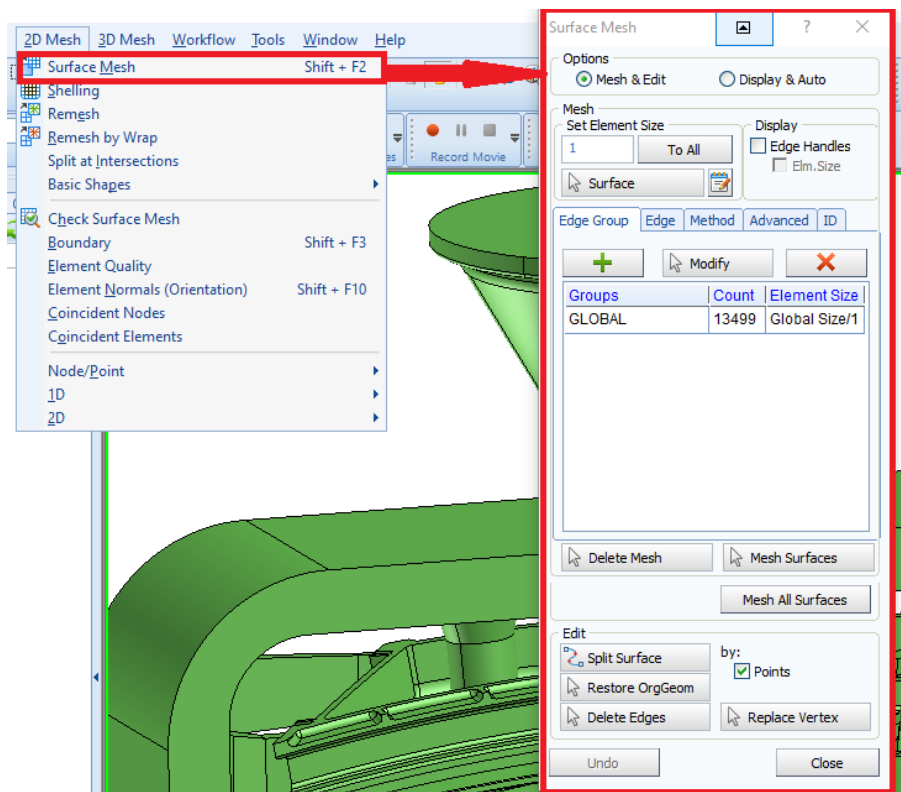 2D Mesh 3D Mesh Workflow Tools Window Help
Surface Mesh Shift + F2
Shelling
Remesh
Remesh by Wrap
Split at Intersections
Basic Shapes
Check Surface Mesh
Boundary Shift + F3
Element Quality
Element Normals (Orientation) Shift + F10
Coincident Nodes
Coincident Elements
Node/Point
1D
2D
es Record Movie
Surface Mesh ?
Options
Mesh & Edit Display & Auto
Mesh
Set Element Size Display
1 To All Edge Handles
Elm.Size
Surface
Edge Group Edge Method Advanced ID
Modify
Groups Count Element Size
GLOBAL 13499 Global Size/1
Delete Mesh Mesh Surfaces
Mesh All Surfaces
Edit
Split Surface by:
Points
Restore OrgGeom
Delete Edges Replace Vertex
Undo Close